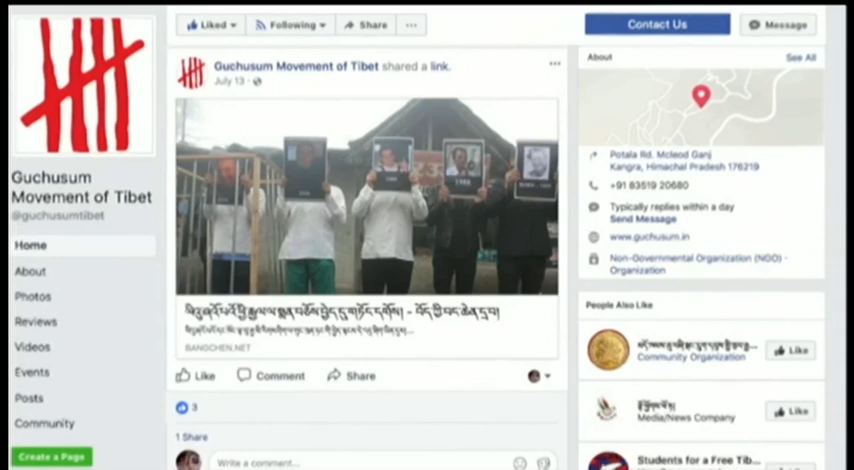 Liked
Following
Share
Contact Us
Message
Guchusum
Movement of Tibet
@guchusumtibet
Home
About
Photos
Reviews
Videos
Events
Posts
Community
Create a Page
Guchusum Movement of Tibet shared a link.
July 13
1988
BANGCHEN.NET
Like
Comment
Share
3
1 Share
Write a comment...
About
See All
Potala Rd. Mcleod Ganj
Kangra, Himachal Pradesh 176219
+91 83519 20680
Typically replies within a day
Send Message
www.guchusum.in
Non-Governmental Organization (NGO) ·
Organization
People Also Like
Community Organization
Like
Media/News Company
Like
Students for a Free Tib...
Like